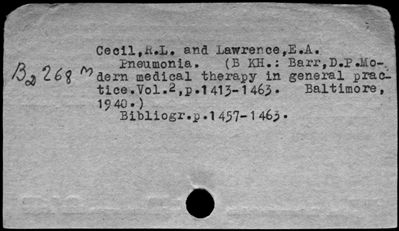 Cecil,R.L. and Lawrence,E.A.
Pneumonia. (B KH.: Barr,D.P.Mo-
B2 268 m dern medical therapy in general prac-
tice.Vol.2,p.1413-1463. Baltimore,
1940.)
Bibliogr.p.1457-1463.